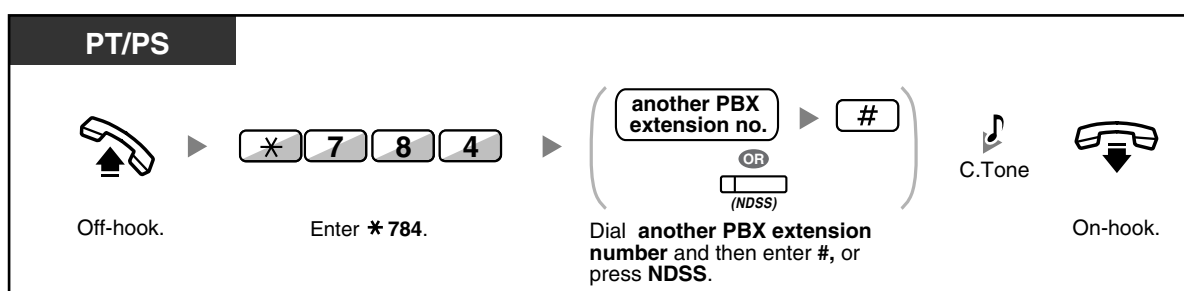 PT/PS
another PBX
extension no.
#
OR
(NDSS)
* 7 8 4
C.Tone
Off-hook.
Enter * 784.
Dial another PBX extension
number and then enter #, or
press NDSS.
On-hook.